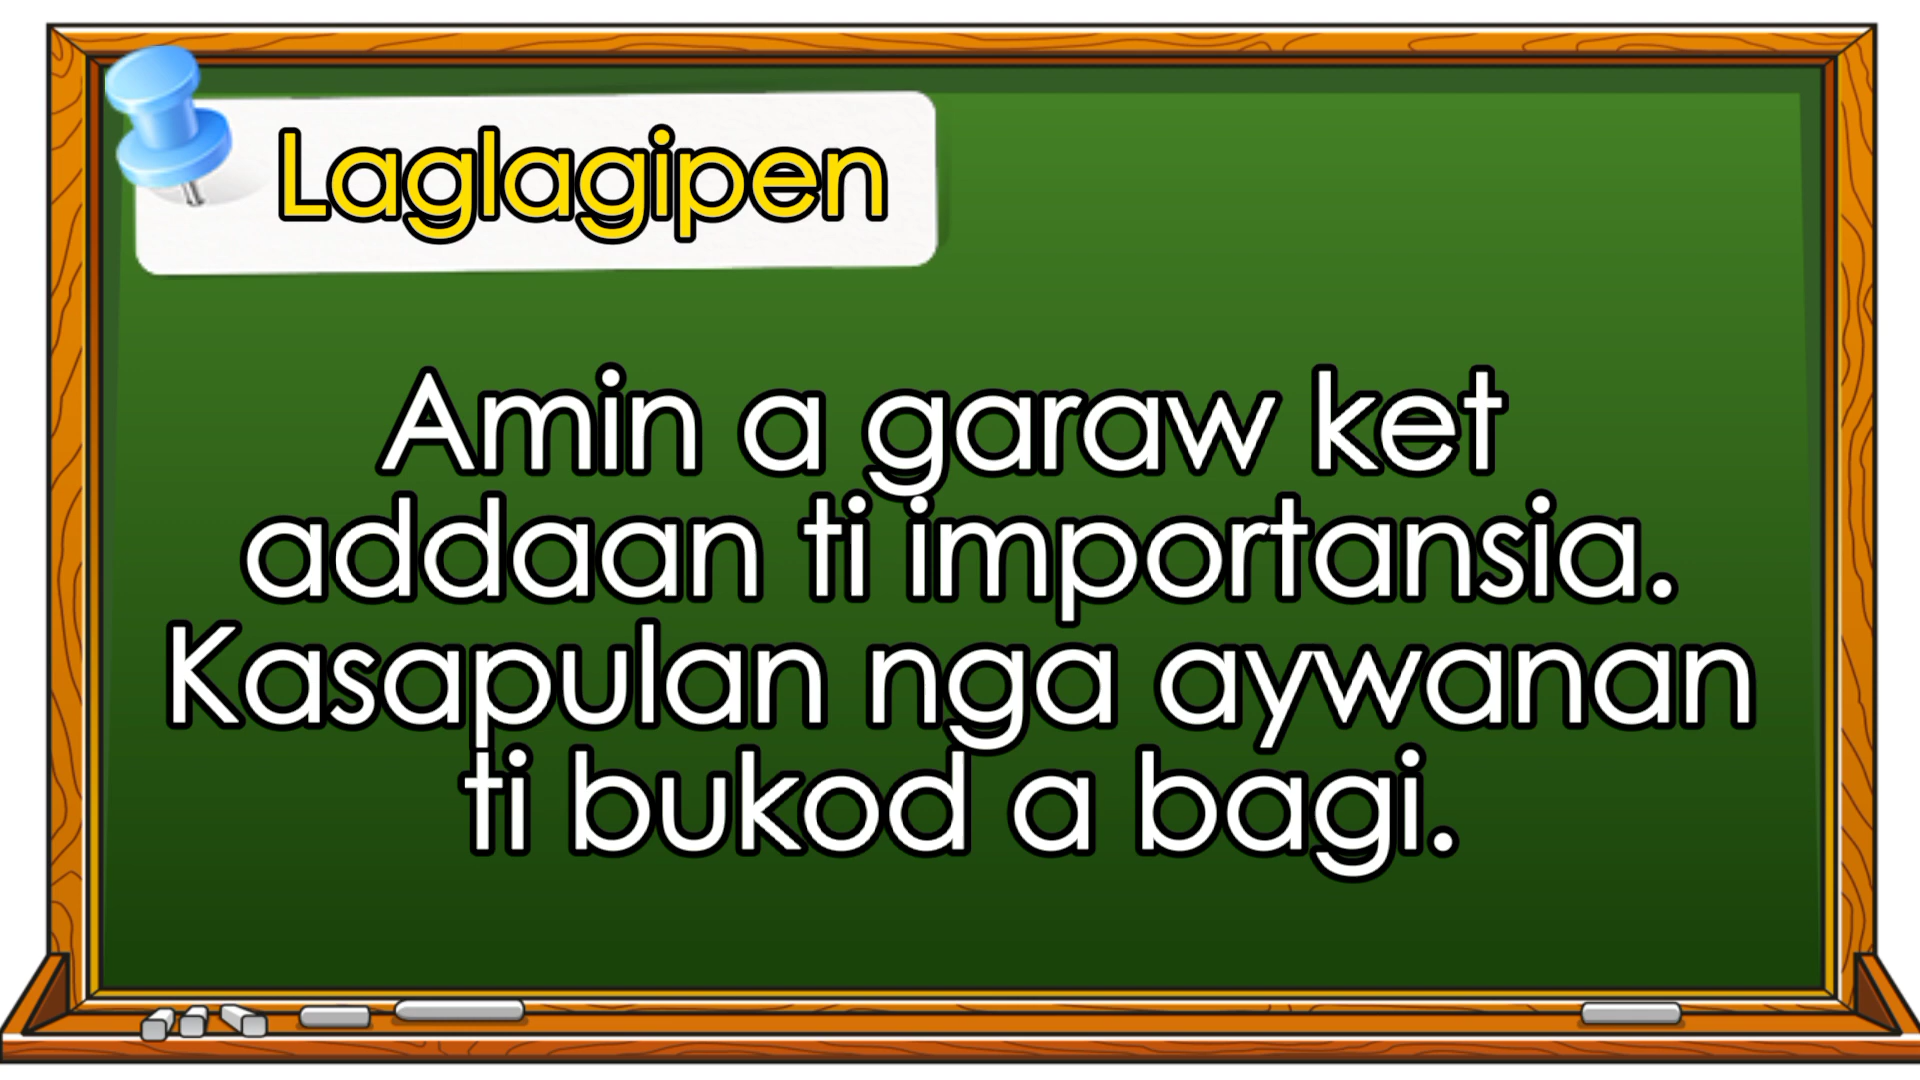 Laglagipen
Amin a garaw ket
addaan ti importansia.
Kasapulan nga aywanan
ti bukod a bagi.